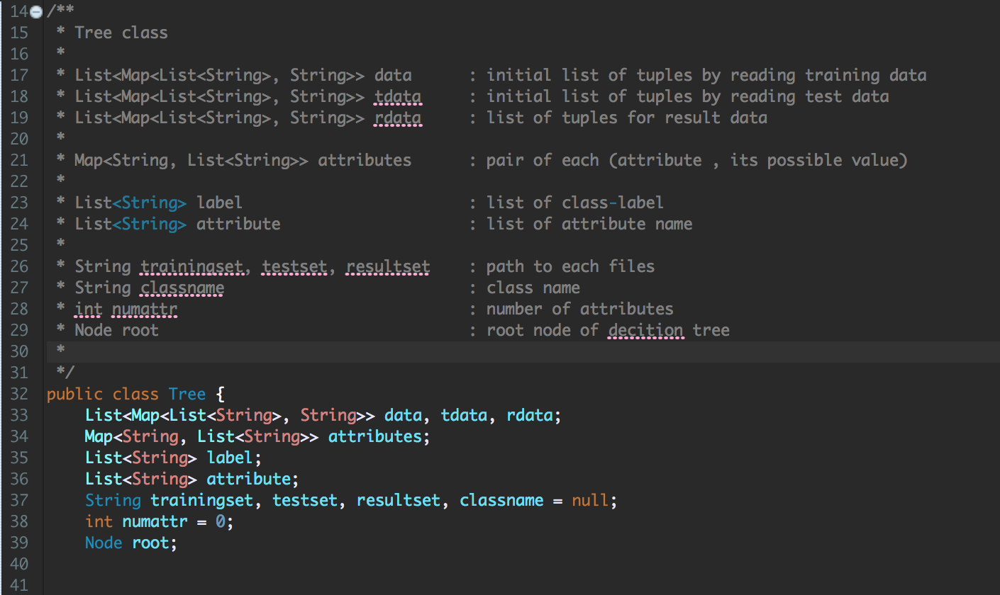 14 /**
15  * Tree class
16  *
17  * List<Map<List<String>, String>> data      : initial list of tuples by reading training data
18  * List<Map<List<String>, String>> tdata     : initial list of tuples by reading test data
19  * List<Map<List<String>, String>> rdata     : list of tuples for result data
20  *
21  * Map<String, List<String>> attributes      : pair of each (attribute , its possible value)
22  *
23  * List<String> label                        : list of class-label
24  * List<String> attribute                    : list of attribute name
25  *
26  * String trainingset, testset, resultset    : path to each files
27  * String classname                          : class name
28  * int numattr                               : number of attributes
29  * Node root                                 : root node of decition tree
30  *
31  */
32 public class Tree {
33     List<Map<List<String>, String>> data, tdata, rdata;
34     Map<String, List<String>> attributes;
35     List<String> label;
36     List<String> attribute;
37     String trainingset, testset, resultset, classname = null;
38     int numattr = 0;
39     Node root;
40
41